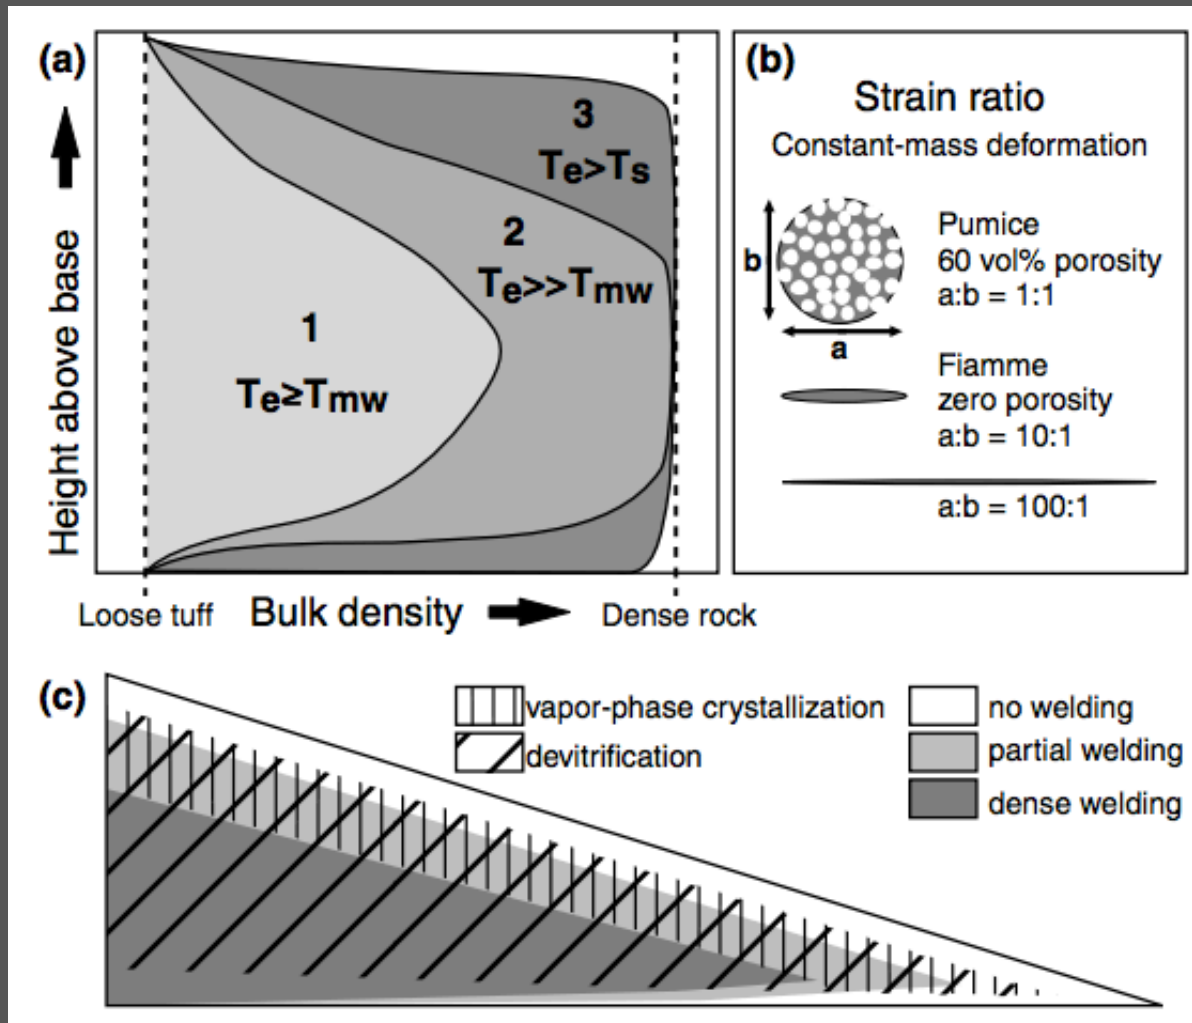 (a)
Height above base
3
Te>Ts
2
Te>>Tmw
1
Te≥Tmw
Loose tuff
Bulk density
Dense rock
(b)
Strain ratio
Constant-mass deformation
b
a
Pumice
60 vol% porosity
a:b = 1:1
Fiamme
zero porosity
a:b = 10:1
a:b = 100:1
(c)
vapor-phase crystallization
devitrification
no welding
partial welding
dense welding